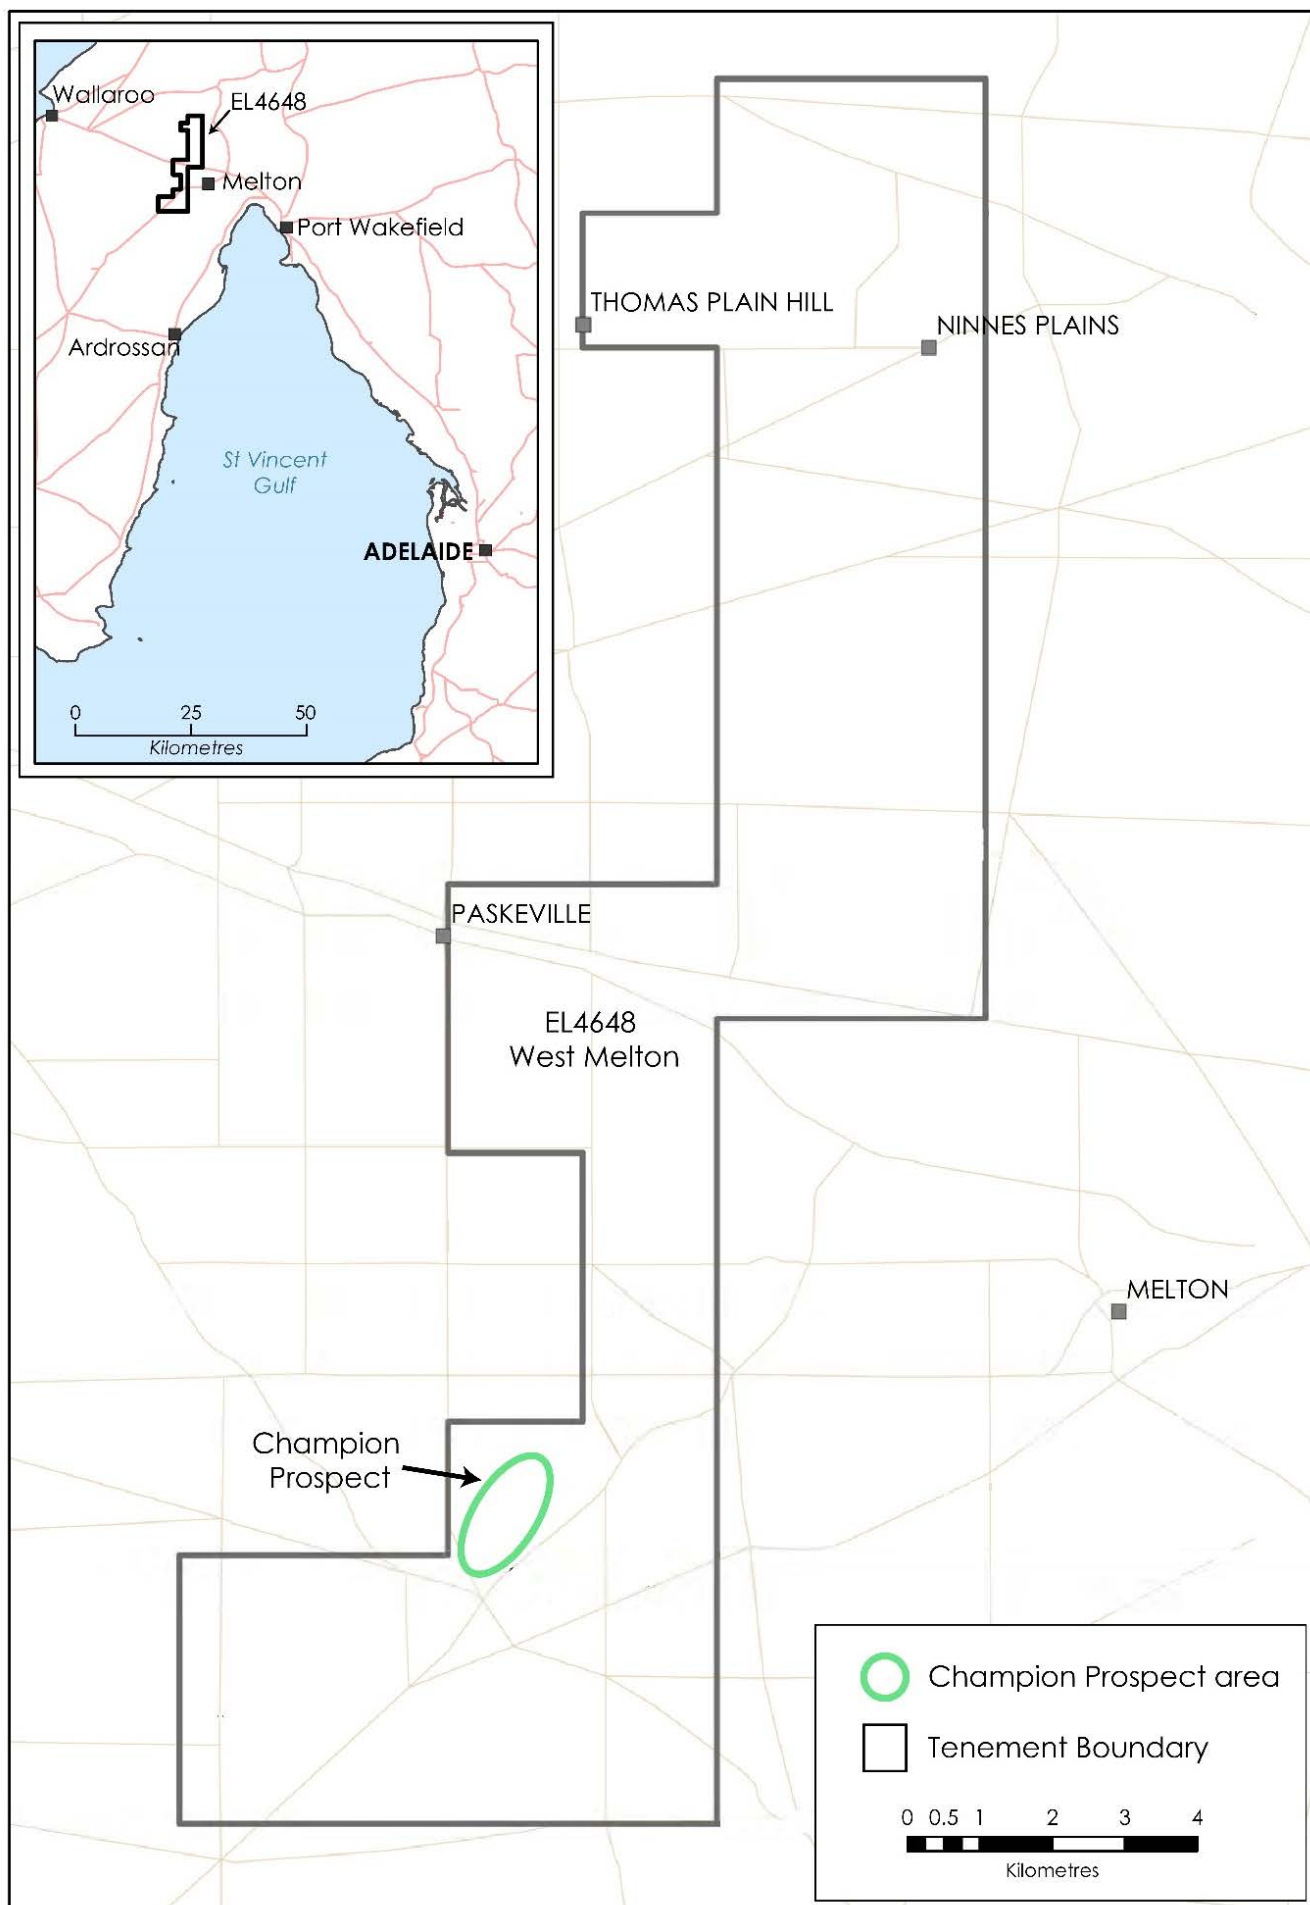 Wallaroo
EL4648
Melton
Port Wakefield
Ardrossan
St Vincent
Gulf
ADELAIDE
0 25 50
Kilometres
THOMAS PLAIN HILL
NINNES PLAINS
PASKEVILLE
EL4648
West Melton
MELTON
Champion
Prospect
Champion Prospect area
Tenement Boundary
0 0.5 1 2 3 4
Kilometres